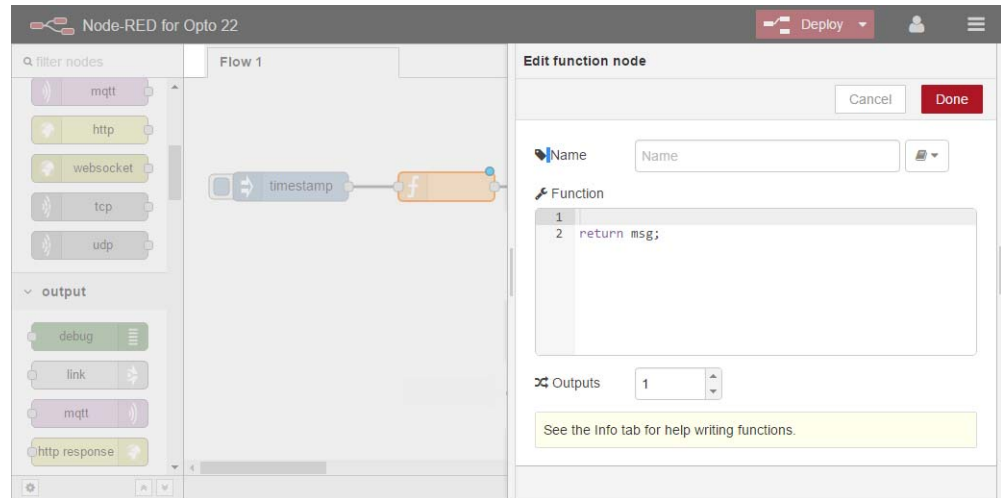 Node-RED for Opto 22
Deploy
filter nodes
mqtt
http
websocket
tcp
udp
output
debug
link
mqtt
http response
Flow 1
timestamp
f
Edit function node
Cancel
Done
Name
Name
Function
1
2 return msg;
Outputs
1
See the Info tab for help writing functions.